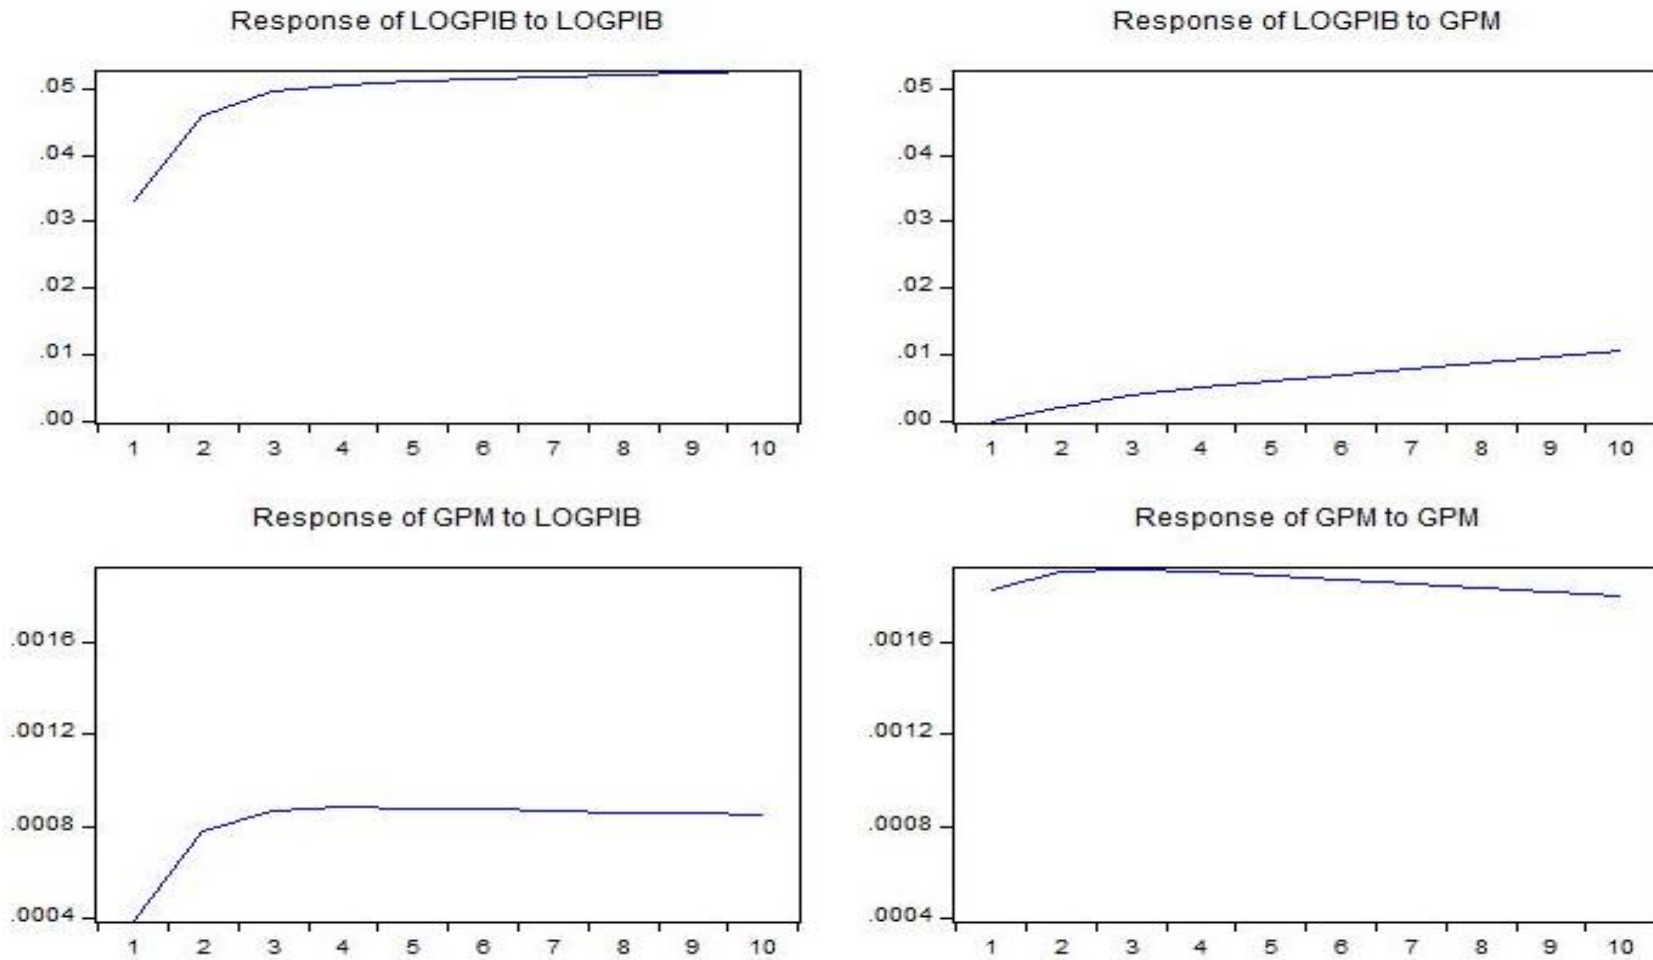 Response of LOGPIB to LOGPIB
.05
.04
.03
.02
.01
.00
1 2 3 4 5 6 7 8 9 10
Response of LOGPIB to GPM
.05
.04
.03
.02
.01
.00
1 2 3 4 5 6 7 8 9 10
Response of GPM to LOGPIB
.0016
.0012
.0008
.0004
1 2 3 4 5 6 7 8 9 10
Response of GPM to GPM
.0016
.0012
.0008
.0004
1 2 3 4 5 6 7 8 9 10